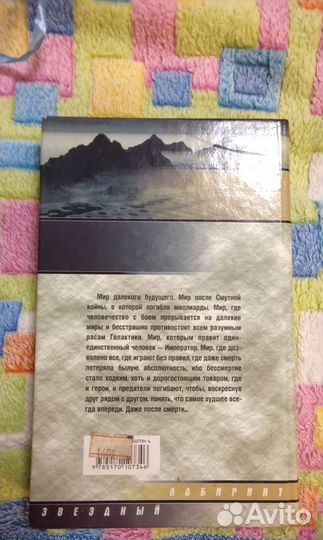 Мир далекого будущего. Мир после Смутной
войны, в которой погибли миллиарды. Мир, где
человечество с боем прорывается на далекие
миры и бесстрашно противостоит всем разумным
расам Галактики. Мир, которым правит один-
единственный человек – Император. Мир, где доз-
волено все, где играют без правил, где даже смерть
потеряла былую абсолютность, ибо бессмертие
стало ходким, хоть и дорогостоящим товаром, где
и герои, и предатели погибают, чтобы, воскреснув
друг рядом с другом, понять, что самое худшее все-
гда впереди. Даже после смерти...
9 785170 107346
ЛАБИРИНТ
ЗВЕЗДНЫЙ
Avito